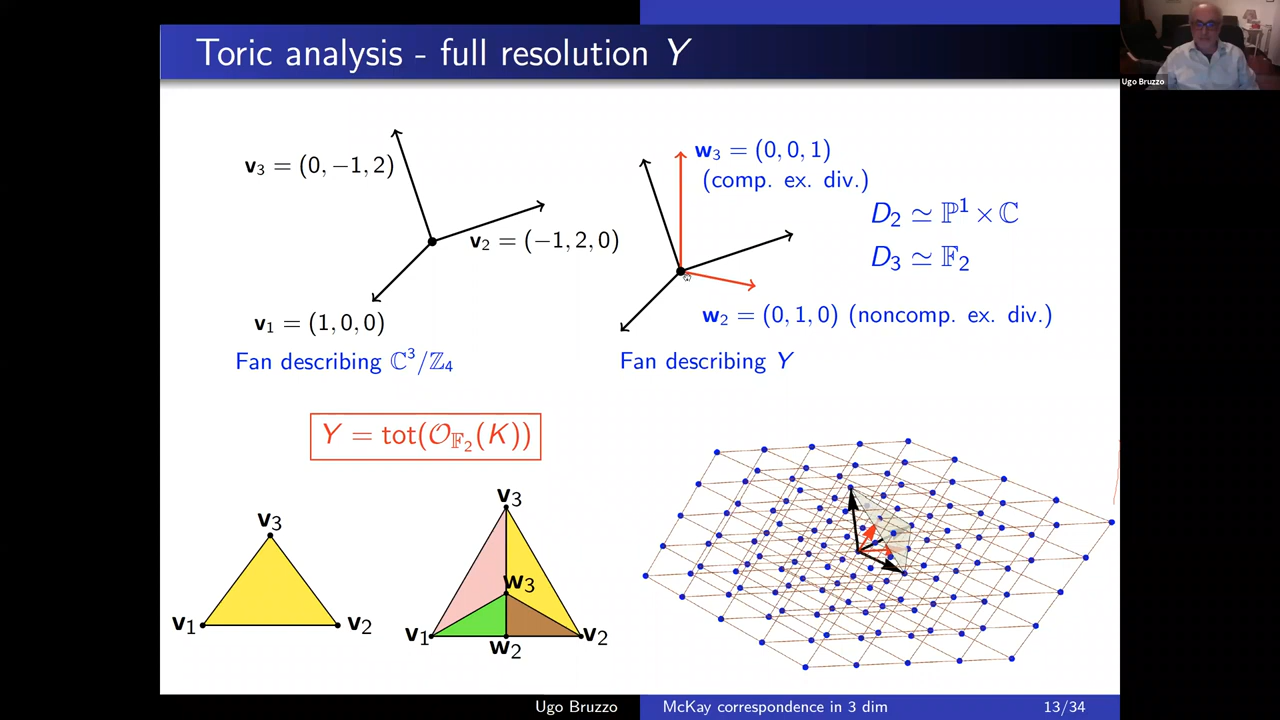 Toric analysis - full resolution Y
Ugo Bruzzo
v₃ = (0, −1, 2)
v₂ = (−1, 2, 0)
v₁ = (1, 0, 0)
Fan describing ℂ³/ℤ₄
w₃ = (0, 0, 1)
(comp. ex. div.)
D₂ ≃ ℙ¹ × ℂ
D₃ ≃ 𝔽₂
w₂ = (0, 1, 0) (noncomp. ex. div.)
Fan describing Y
Y = tot(𝒪_𝔽₂(K))
v₃
v₁
v₂
v₃
w₃
v₁
w₂
v₂
Ugo Bruzzo
McKay correspondence in 3 dim
13/34